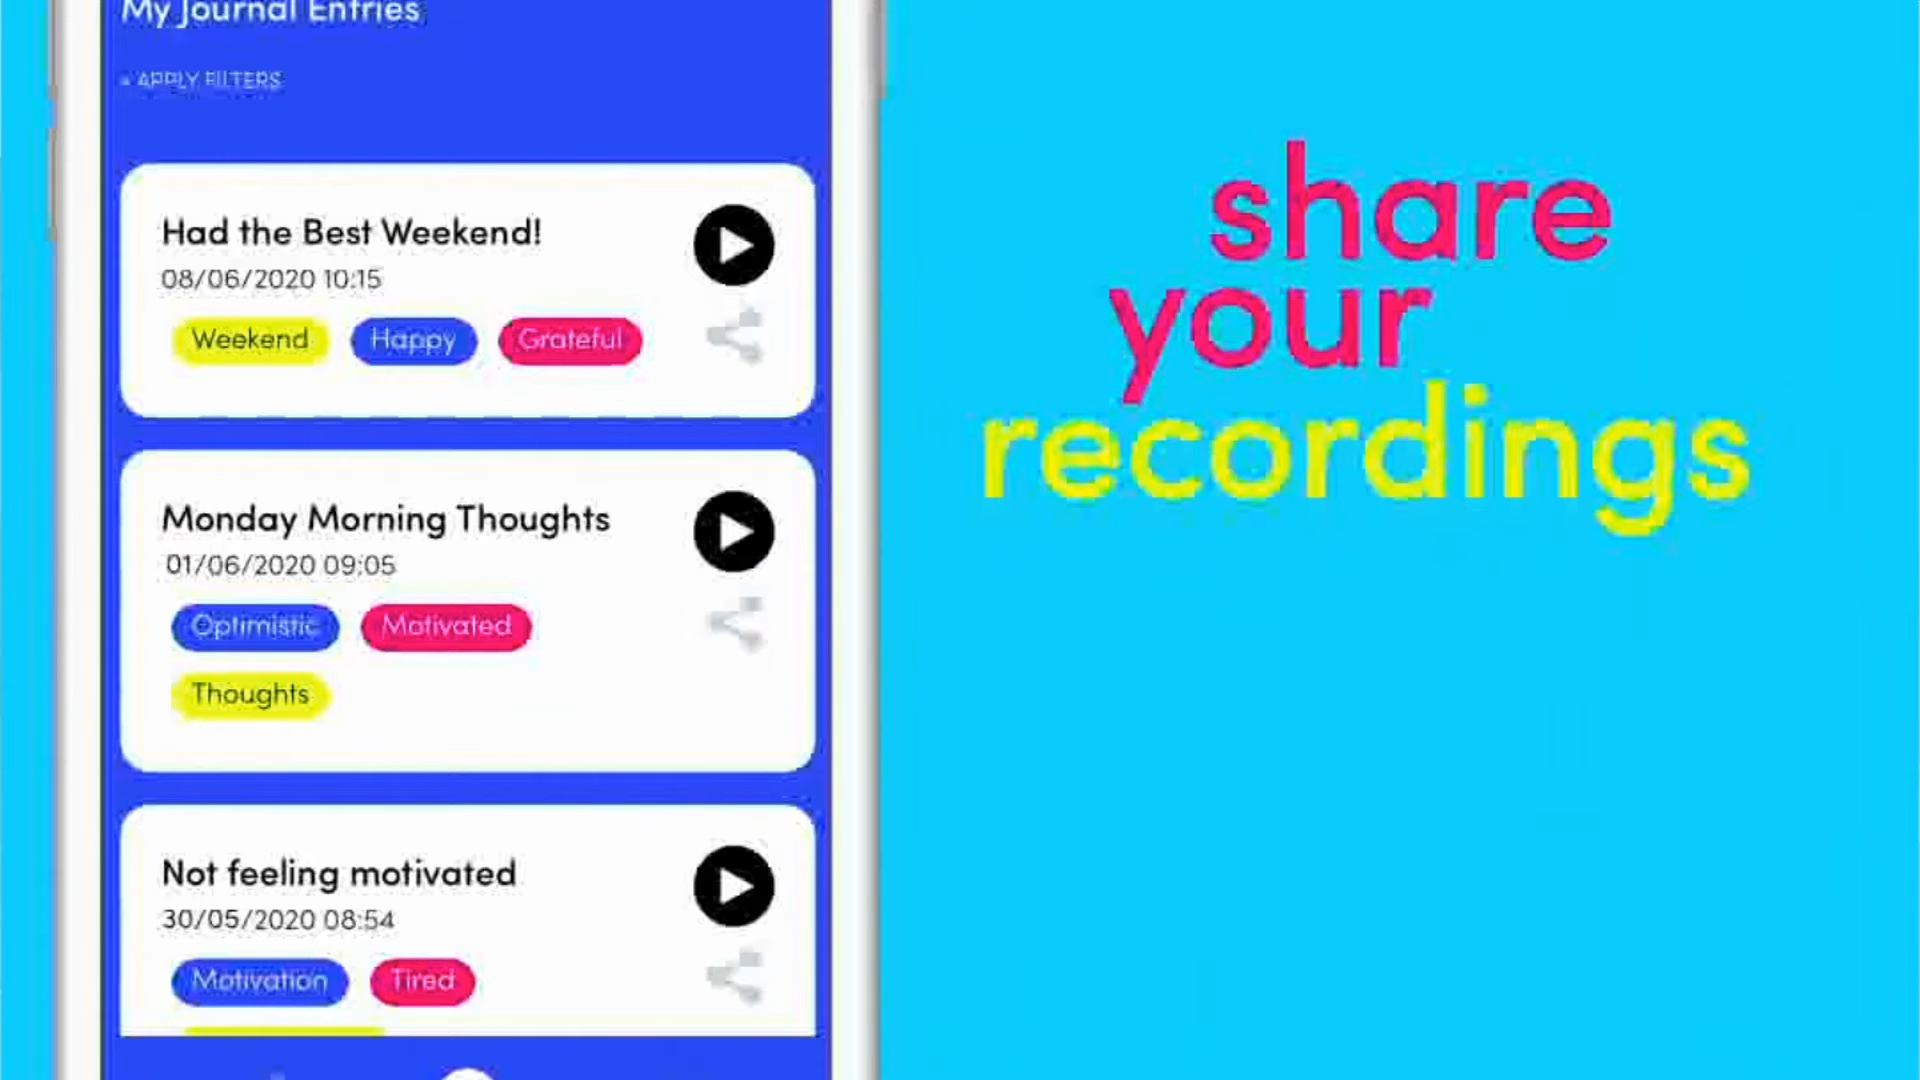 My Journal Entries
+ APPLY FILTERS
Had the Best Weekend!
08/06/2020 10:15
Weekend Happy Grateful
Monday Morning Thoughts
01/06/2020 09:05
Optimistic Motivated
Thoughts
Not feeling motivated
30/05/2020 08:54
Motivation Tired
share
your
recordings